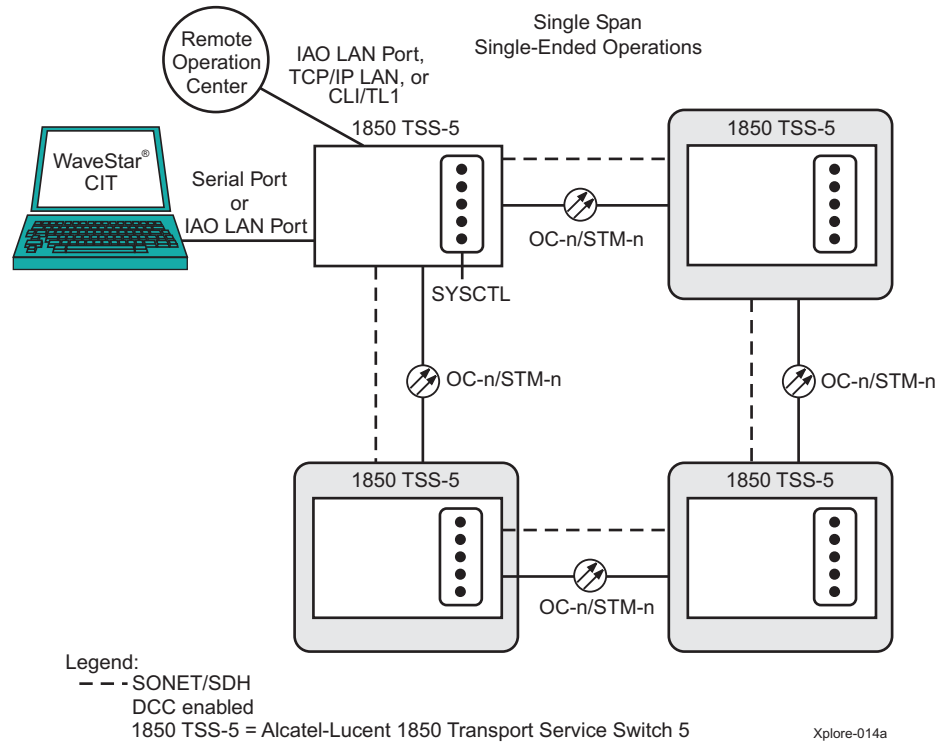 Single Span
Single-Ended Operations
Remote
Operation
Center
IAO LAN Port,
TCP/IP LAN, or
CLI/TL1
1850 TSS-5
1850 TSS-5
WaveStar®
CIT
Serial Port
or
IAO LAN Port
OC-n/STM-n
SYSCTL
OC-n/STM-n
OC-n/STM-n
1850 TSS-5
1850 TSS-5
OC-n/STM-n
Legend:
SONET/SDH
DCC enabled
1850 TSS-5 = Alcatel-Lucent 1850 Transport Service Switch 5
Xplore-014a